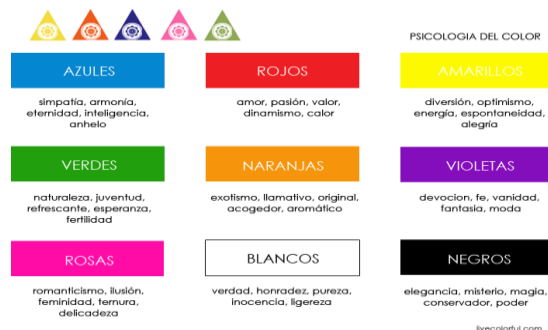 PSICOLOGIA DEL COLOR
AZULES
simpatía, armonía,
eternidad, inteligencia,
anhelo
ROJOS
amor, pasión, valor,
dinamismo, calor
AMARILLOS
diversión, optimismo,
energía, espontaneidad,
alegría
VERDES
naturaleza, juventud,
refrescante, esperanza,
fertilidad
NARANJAS
exotismo, llamativo, original,
acogedor, aromático
VIOLETAS
devocion, fe, vanidad,
fantasia, moda
ROSAS
romanticismo, ilusión,
feminidad, ternura,
delicadeza
BLANCOS
verdad, honradez, pureza,
inocencia, ligereza
NEGROS
elegancia, misterio, magia,
conservador, poder
livecolorful.com